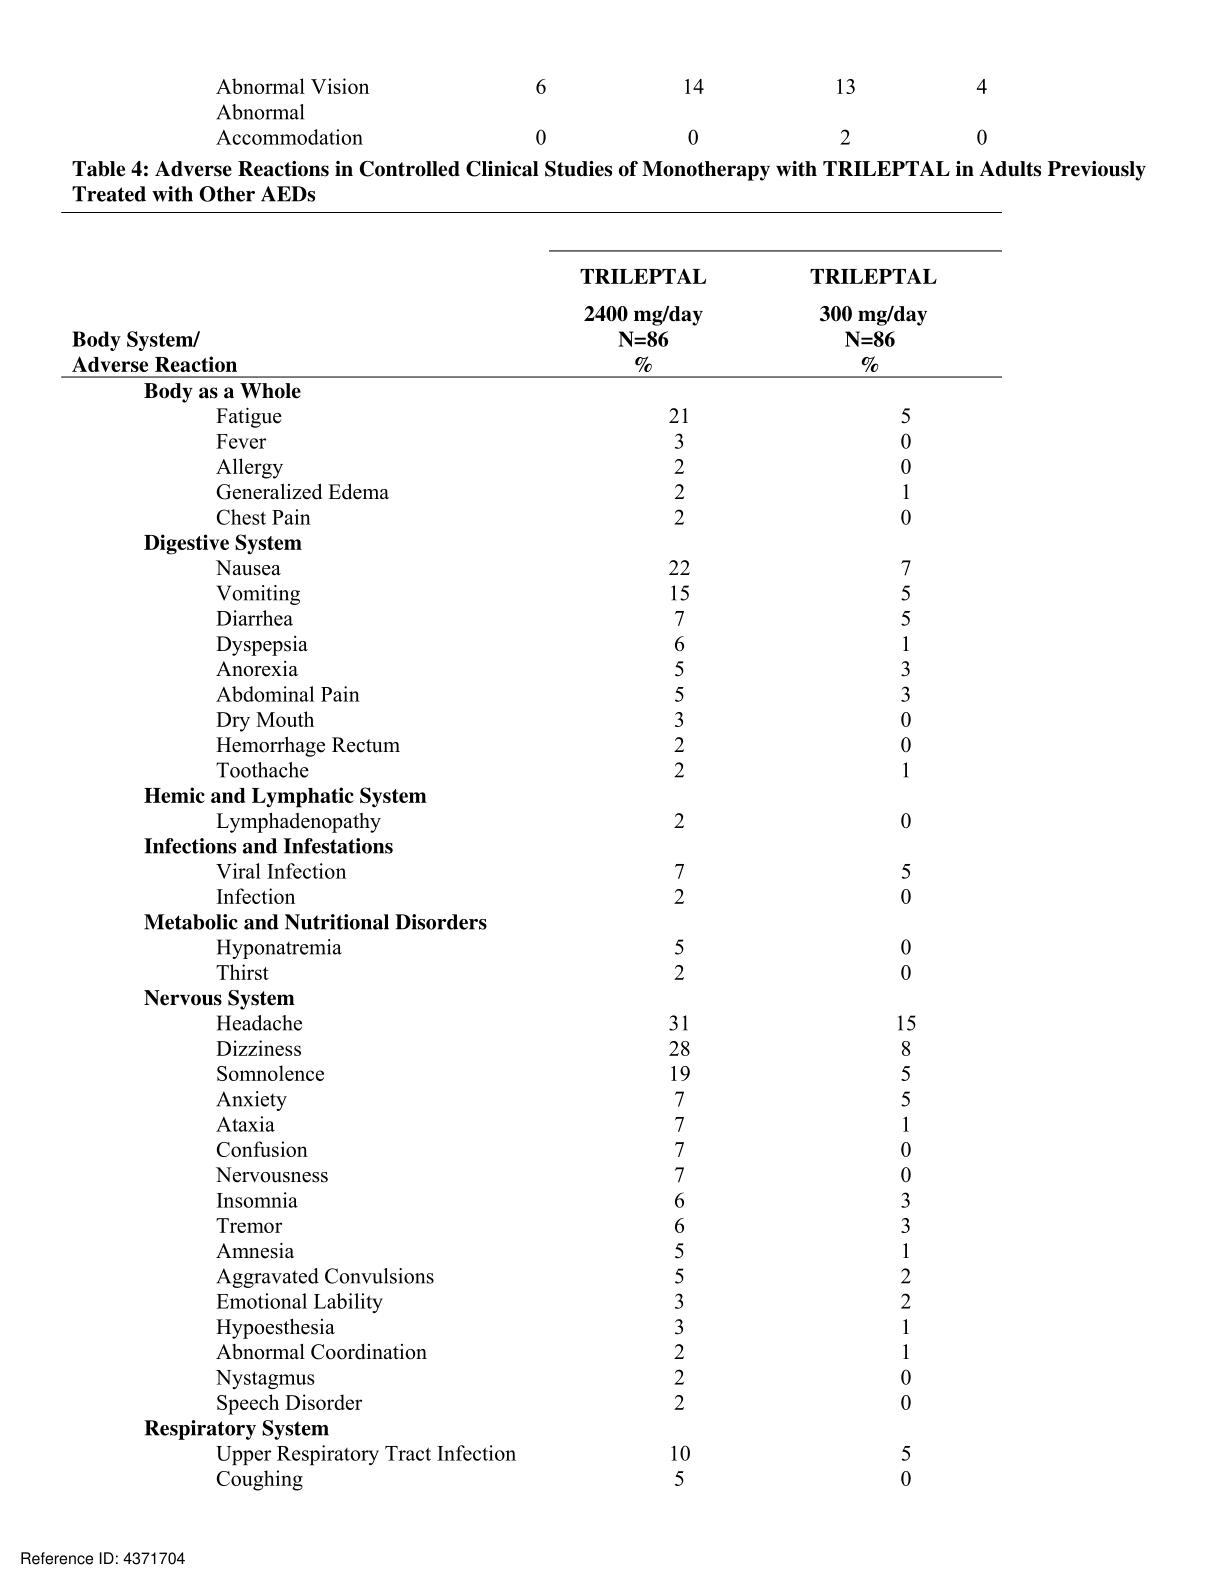 Abnormal Vision 6 14 13 4
Abnormal
Accommodation 0 0 2 0
Table 4: Adverse Reactions in Controlled Clinical Studies of Monotherapy with TRILEPTAL in Adults Previously
Treated with Other AEDs
TRILEPTAL TRILEPTAL
2400 mg/day 300 mg/day
Body System/ N=86 N=86
Adverse Reaction % %
Body as a Whole
Fatigue 21 5
Fever 3 0
Allergy 2 0
Generalized Edema 2 1
Chest Pain 2 0
Digestive System
Nausea 22 7
Vomiting 15 5
Diarrhea 7 5
Dyspepsia 6 1
Anorexia 5 3
Abdominal Pain 5 3
Dry Mouth 3 0
Hemorrhage Rectum 2 0
Toothache 2 1
Hemic and Lymphatic System
Lymphadenopathy 2 0
Infections and Infestations
Viral Infection 7 5
Infection 2 0
Metabolic and Nutritional Disorders
Hyponatremia 5 0
Thirst 2 0
Nervous System
Headache 31 15
Dizziness 28 8
Somnolence 19 5
Anxiety 7 5
Ataxia 7 1
Confusion 7 0
Nervousness 7 0
Insomnia 6 3
Tremor 6 3
Amnesia 5 1
Aggravated Convulsions 5 2
Emotional Lability 3 2
Hypoesthesia 3 1
Abnormal Coordination 2 1
Nystagmus 2 0
Speech Disorder 2 0
Respiratory System
Upper Respiratory Tract Infection 10 5
Coughing 5 0
Reference ID: 4371704